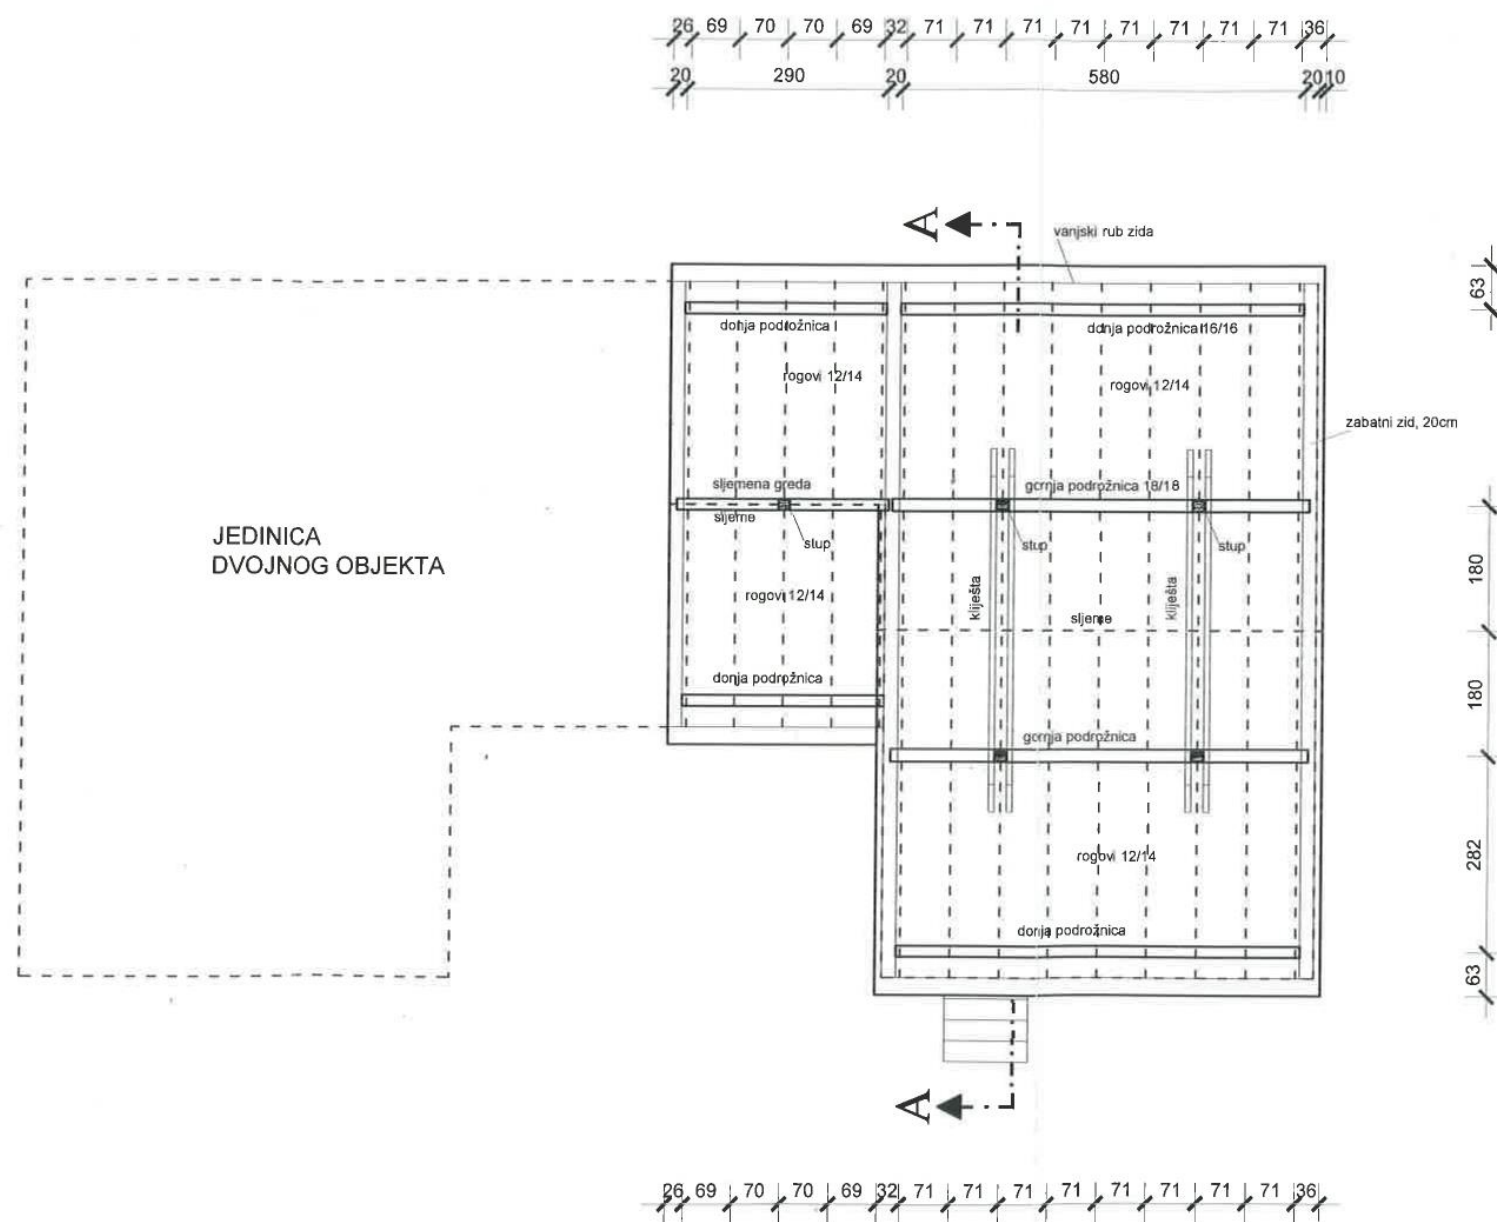 26 69 70 70 69 32 71 71 71 71 71 71 71 71 36
20 290 20 580 20 10
A
vanjski rub zida
63
donja podrožnica
donja podrožnica 16/16
rogovi 12/14
rogovi 12/14
zabatni zid, 20cm
sljemena greda
gornja podrožnica 18/18
sljeme
stup
stup
stup
JEDINICA
DVOJNOG OBJEKTA
180
kliješta
kliješta
rogovi 12/14
sljeme
donja podrožnica
180
gornja podrožnica
282
rogovi 12/14
donja podrožnica
63
A
26 69 70 70 69 32 71 71 71 71 71 71 71 71 36